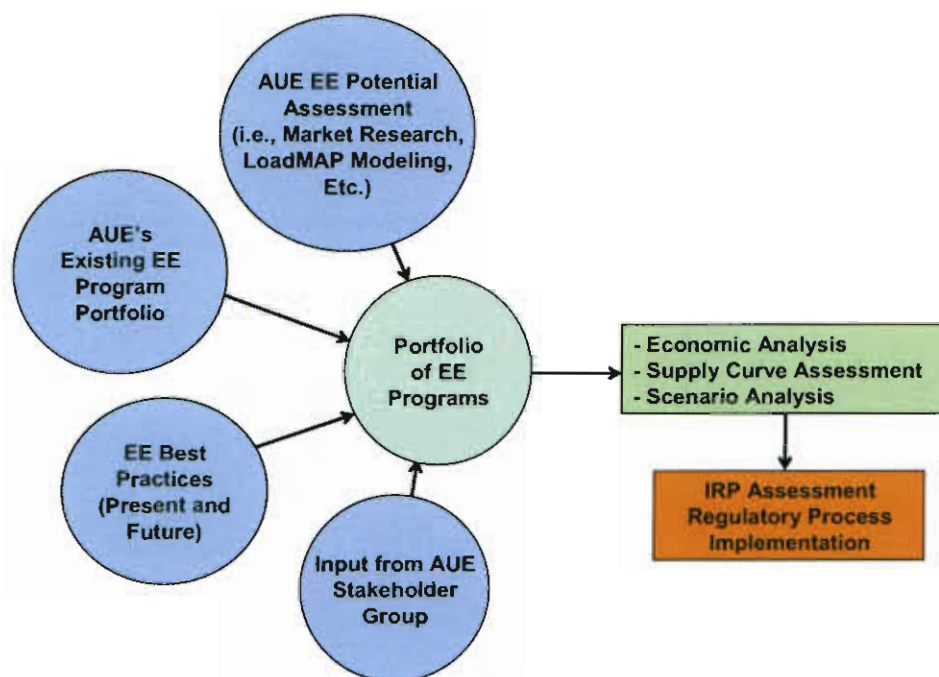 AUE EE Potential
Assessment
(i.e., Market Research,
LoadMAP Modeling,
Etc.)
AUE's
Existing EE
Program
Portfolio
EE Best
Practices
(Present and
Future)
Input from AUE
Stakeholder
Group
Portfolio
of EE
Programs
- Economic Analysis
- Supply Curve Assessment
- Scenario Analysis
IRP Assessment
Regulatory Process
Implementation